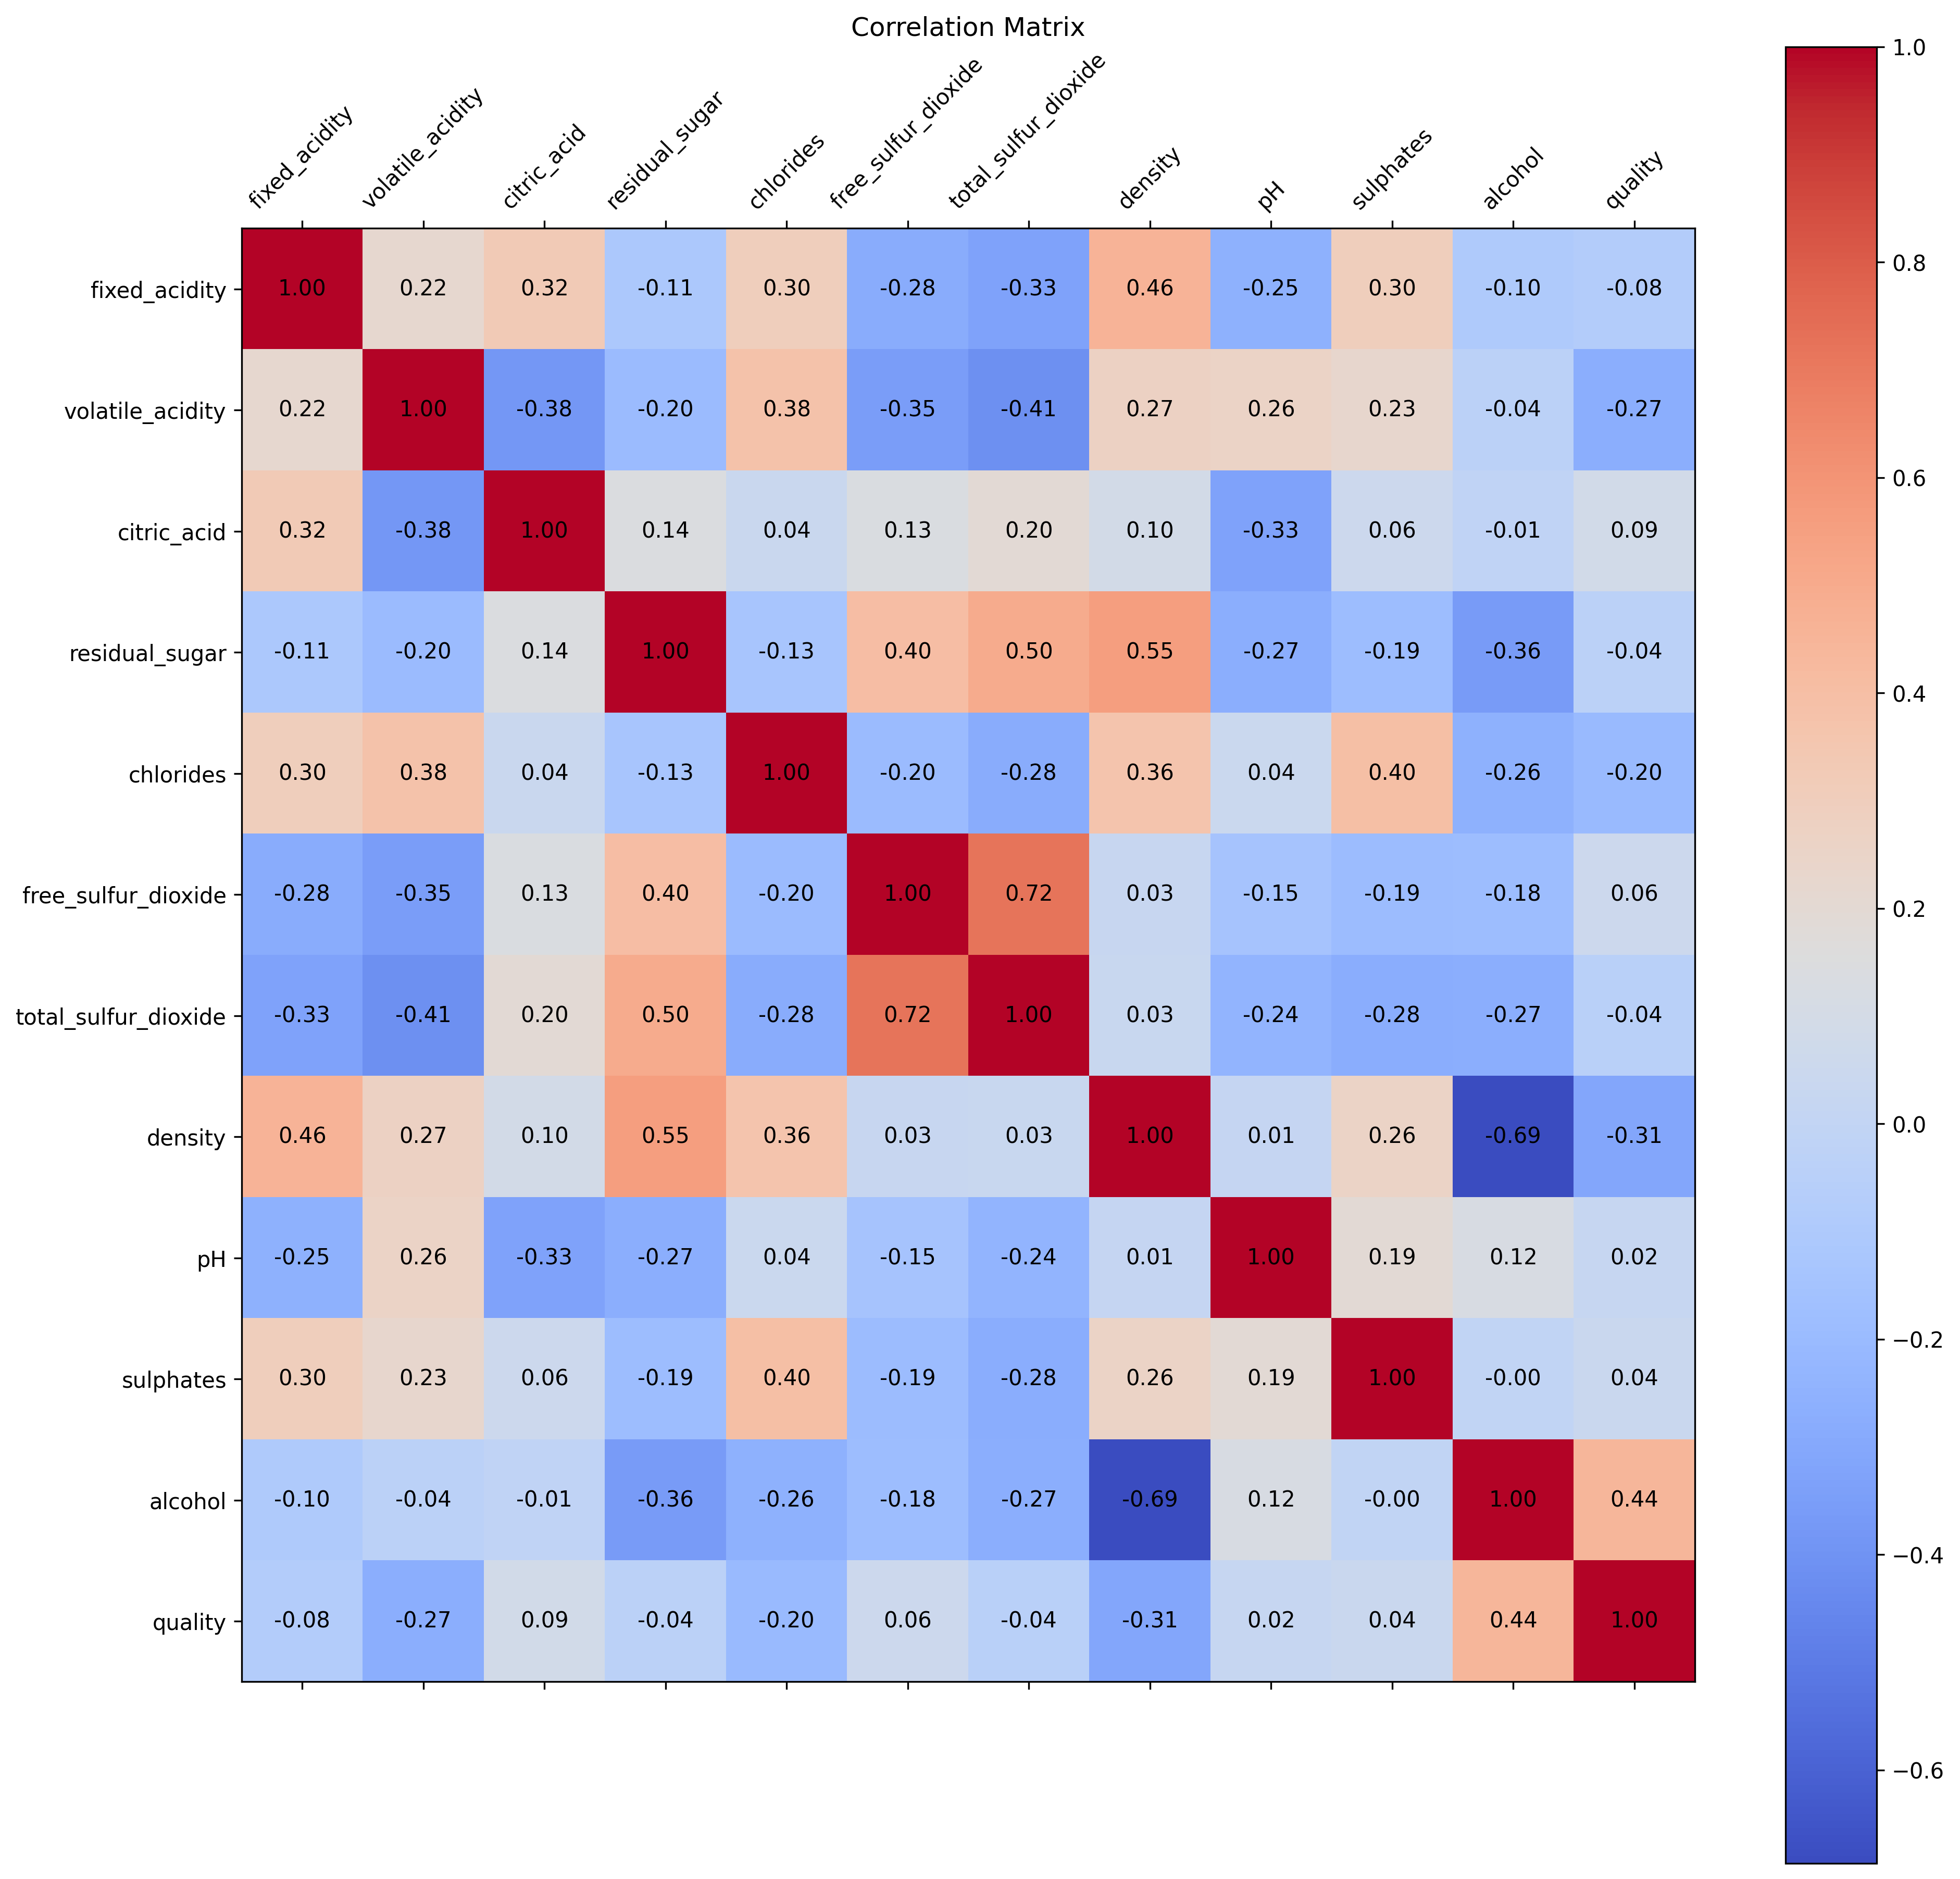 Correlation Matrix
fixed_acidity volatile_acidity citric_acid residual_sugar chlorides free_sulfur_dioxide total_sulfur_dioxide density pH sulphates alcohol quality
fixed_acidity 1.00 0.22 0.32 -0.11 0.30 -0.28 -0.33 0.46 -0.25 0.30 -0.10 -0.08
volatile_acidity 0.22 1.00 -0.38 -0.20 0.38 -0.35 -0.41 0.27 0.26 0.23 -0.04 -0.27
citric_acid 0.32 -0.38 1.00 0.14 0.04 0.13 0.20 0.10 -0.33 0.06 -0.01 0.09
residual_sugar -0.11 -0.20 0.14 1.00 -0.13 0.40 0.50 0.55 -0.27 -0.19 -0.36 -0.04
chlorides 0.30 0.38 0.04 -0.13 1.00 -0.20 -0.28 0.36 0.04 0.40 -0.26 -0.20
free_sulfur_dioxide -0.28 -0.35 0.13 0.40 -0.20 1.00 0.72 0.03 -0.15 -0.19 -0.18 0.06
total_sulfur_dioxide -0.33 -0.41 0.20 0.50 -0.28 0.72 1.00 0.03 -0.24 -0.28 -0.27 -0.04
density 0.46 0.27 0.10 0.55 0.36 0.03 0.03 1.00 0.01 0.26 -0.69 -0.31
pH -0.25 0.26 -0.33 -0.27 0.04 -0.15 -0.24 0.01 1.00 0.19 0.12 0.02
sulphates 0.30 0.23 0.06 -0.19 0.40 -0.19 -0.28 0.26 0.19 1.00 -0.00 0.04
alcohol -0.10 -0.04 -0.01 -0.36 -0.26 -0.18 -0.27 -0.69 0.12 -0.00 1.00 0.44
quality -0.08 -0.27 0.09 -0.04 -0.20 0.06 -0.04 -0.31 0.02 0.04 0.44 1.00
1.0
0.8
0.6
0.4
0.2
0.0
−0.2
−0.4
−0.6